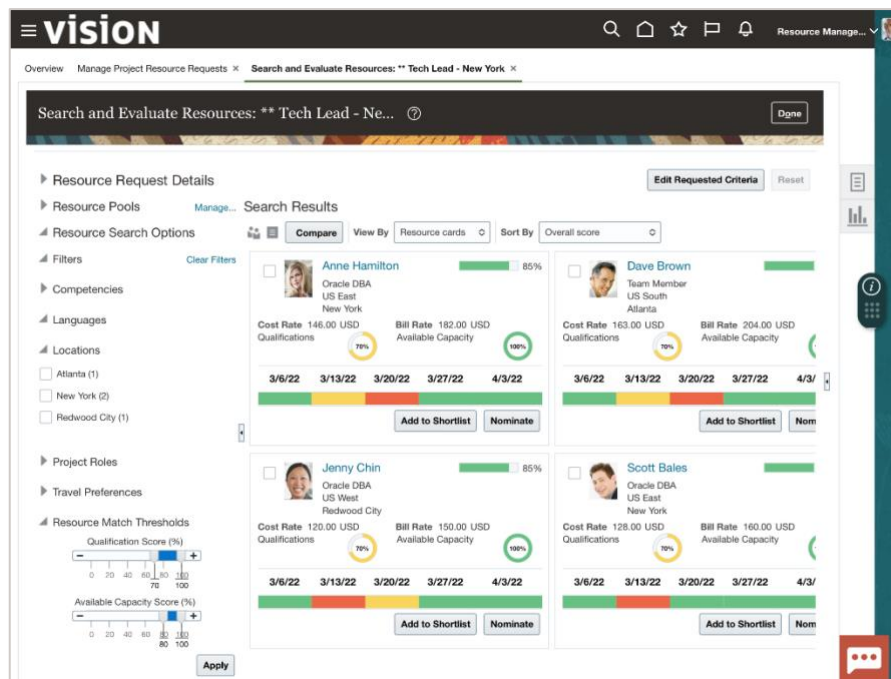 vision
Resource Manage...
Overview Manage Project Resource Requests × Search and Evaluate Resources: ** Tech Lead - New York ×
Search and Evaluate Resources: ** Tech Lead - Ne... ?
Done
Resource Request Details
Edit Requested Criteria Reset
Resource Pools Manage...
Search Results
Resource Search Options
Compare View By Resource cards Sort By Overall score
Filters Clear Filters
Competencies
Languages
Locations
Atlanta (1)
New York (2)
Redwood City (1)
Project Roles
Travel Preferences
Resource Match Thresholds
Qualification Score (%)
− +
0 20 40 60 80 100
70 100
Available Capacity Score (%)
− +
0 20 40 60 80 100
80 100
Apply
Anne Hamilton 85%
Oracle DBA
US East
New York
Cost Rate 146.00 USD Bill Rate 182.00 USD
Qualifications 70% Available Capacity 100%
3/6/22 3/13/22 3/20/22 3/27/22 4/3/22
Add to Shortlist Nominate
Dave Brown
Team Member
US South
Atlanta
Cost Rate 163.00 USD Bill Rate 204.00 USD
Qualifications 70% Available Capacity
3/6/22 3/13/22 3/20/22 3/27/22 4/3/
Add to Shortlist Nom
Jenny Chin 85%
Oracle DBA
US West
Redwood City
Cost Rate 120.00 USD Bill Rate 150.00 USD
Qualifications 70% Available Capacity 100%
3/6/22 3/13/22 3/20/22 3/27/22 4/3/22
Add to Shortlist Nominate
Scott Bales
Oracle DBA
US East
New York
Cost Rate 128.00 USD Bill Rate 160.00 USD
Qualifications 70% Available Capacity
3/6/22 3/13/22 3/20/22 3/27/22 4/3/
Add to Shortlist Nom